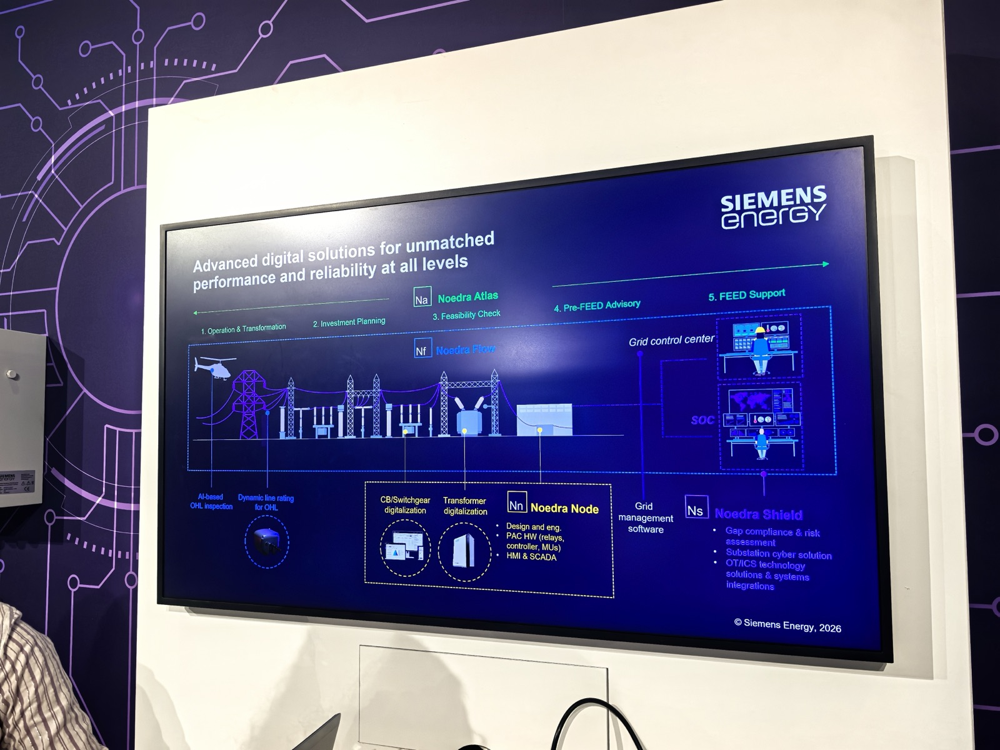 SIEMENS
energy
Advanced digital solutions for unmatched
performance and reliability at all levels
Na
Noedra Atlas
1. Operation & Transformation
2. Investment Planning
3. Feasibility Check
4. Pre-FEED Advisory
5. FEED Support
Nf
Noedra Flow
Grid control center
SOC
AI-based
OHL inspection
Dynamic line rating
for OHL
CB/Switchgear
digitalization
Transformer
digitalization
Nn
Noedra Node
• Design and eng.
• PAC HW (relays,
controller, MUs)
• HMI & SCADA
Grid
management
software
Ns
Noedra Shield
• Gap compliance & risk
assessment
• Substation cyber solution
• OT/ICS technology
solutions & systems
integrations
© Siemens Energy, 2026
SIEMENS
energy